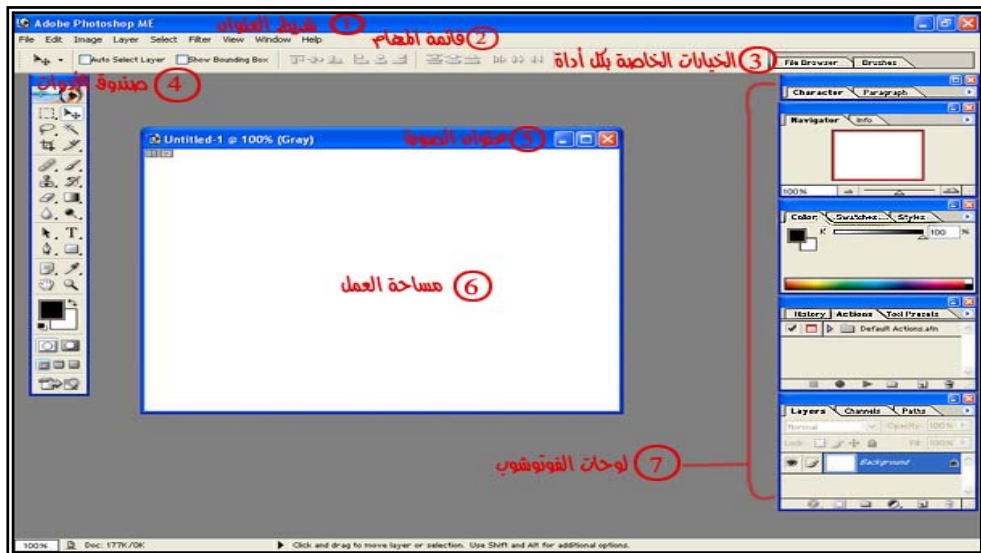 Adobe Photoshop ME
شريط العنوان 1
File Edit Image Layer Select Filter View Window Help
قائمة المهام 2
Auto Select Layer Show Bounding Box
الخيارات الخاصة بكل أداة 3
File Browser Brushes
صندوق الأدوات 4
Character Paragraph
Navigator Info
100%
Untitled-1 @ 100% (Gray)
عنوان الصورة 5
Color Swatches Styles
K 100 %
مساحة العمل 6
History Actions Tool Presets
Default Actions.atn
Layers Channels Paths
Normal Opacity: 100%
Lock: Fill: 100%
Background
لوحات الفوتوشوب 7
100% Doc: 177K/0K Click and drag to move layer or selection. Use Shift and Alt for additional options.